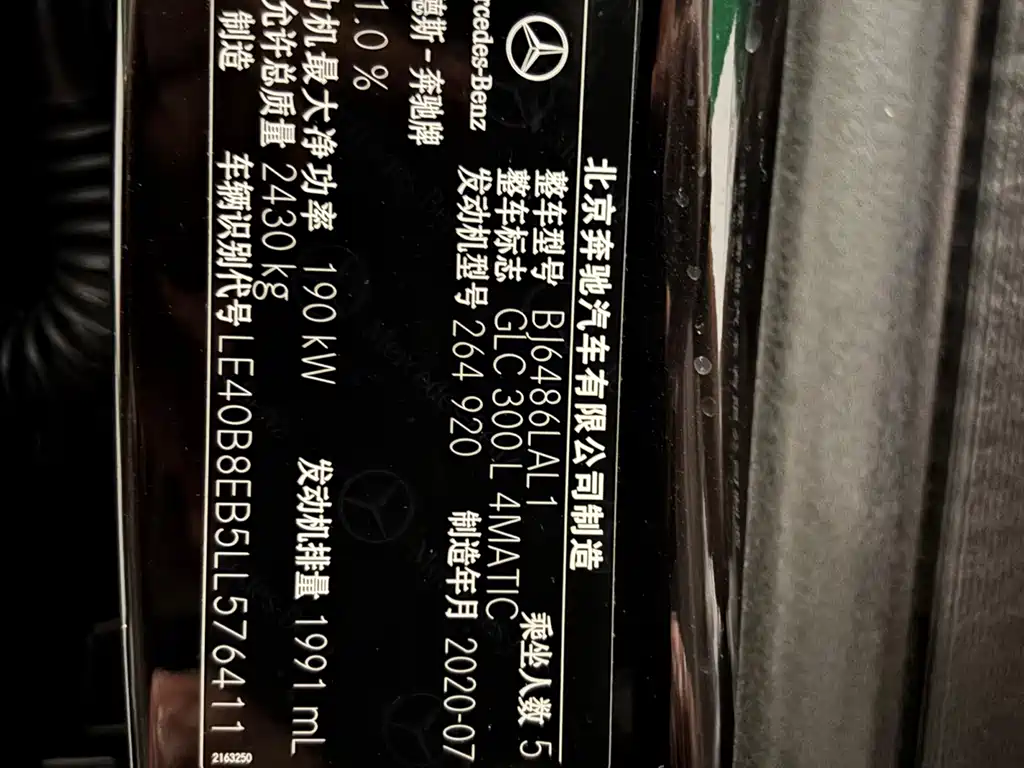 北京奔驰汽车有限公司制造
Mercedes-Benz
整车型号 BJ6486LAL1 乘坐人数 5
整车标志 GLC 300 L 4MATIC
发动机型号 264 920 制造年月 2020-07
德斯-奔驰牌
1.0 %
机最大净功率 190 kW 发动机排量 1991 mL
允许总质量 2430 kg
制造 车辆识别代号 LE40B8EB5LL576411
2163250